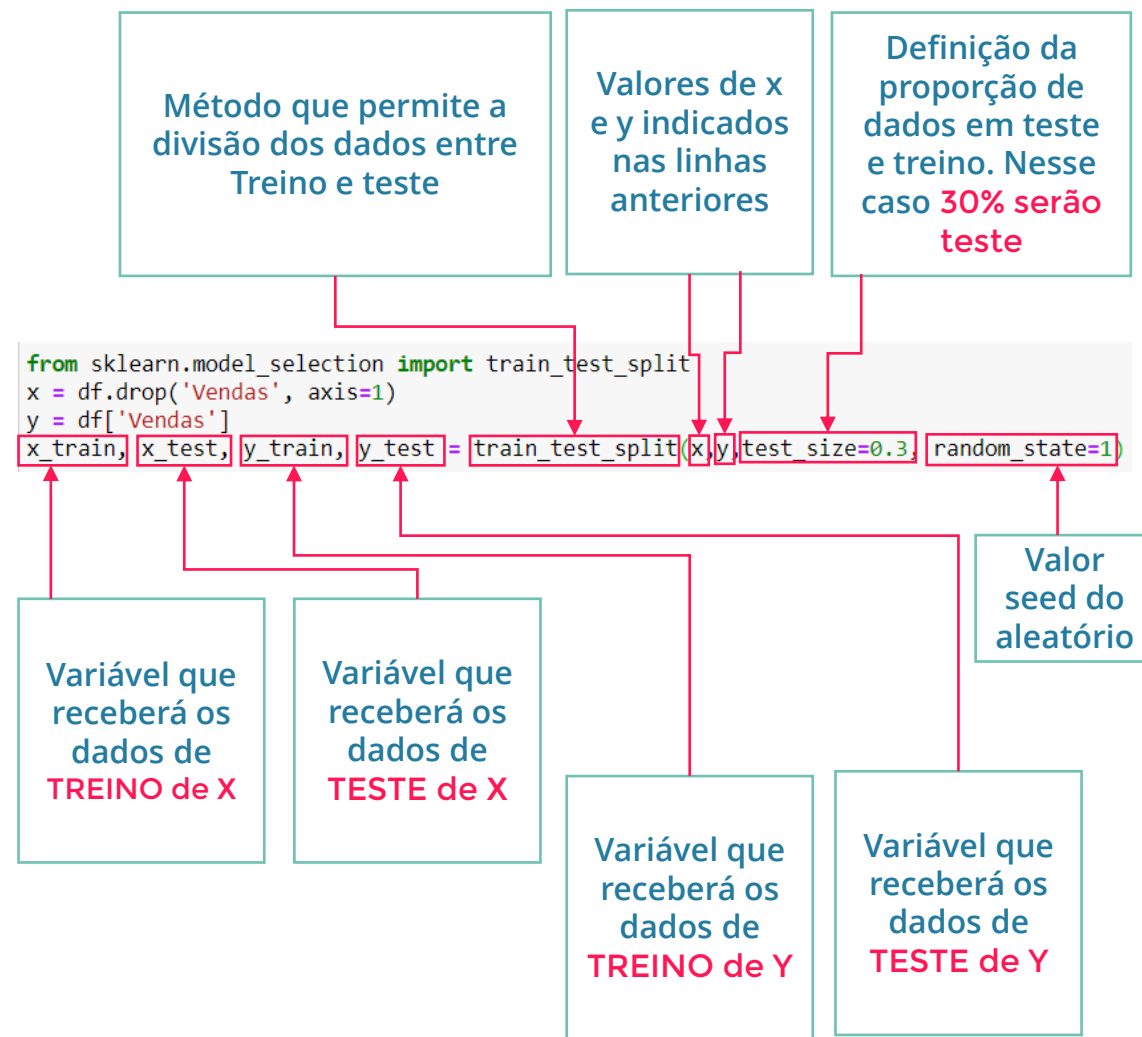 Método que permite a
divisão dos dados entre
Treino e teste
Valores de x
e y indicados
nas linhas
anteriores
Definição da
proporção de
dados em teste
e treino. Nesse
caso 30% serão
teste
from sklearn.model_selection import train_test_split
x = df.drop('Vendas', axis=1)
y = df['Vendas']
x_train, x_test, y_train, y_test = train_test_split(x,y,test_size=0.3, random_state=1)
Valor
seed do
aleatório
Variável que
receberá os
dados de
TREINO de X
Variável que
receberá os
dados de
TESTE de X
Variável que
receberá os
dados de
TREINO de Y
Variável que
receberá os
dados de
TESTE de Y